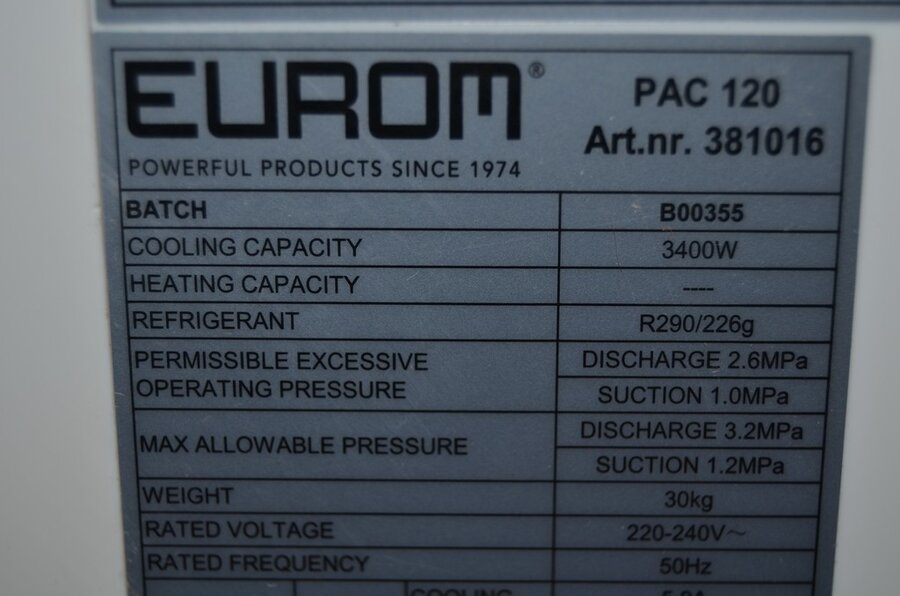 EUROM®
POWERFUL PRODUCTS SINCE 1974
PAC 120
Art.nr. 381016
BATCH B00355
COOLING CAPACITY 3400W
HEATING CAPACITY ----
REFRIGERANT R290/226g
PERMISSIBLE EXCESSIVE OPERATING PRESSURE DISCHARGE 2.6MPa
SUCTION 1.0MPa
MAX ALLOWABLE PRESSURE DISCHARGE 3.2MPa
SUCTION 1.2MPa
WEIGHT 30kg
RATED VOLTAGE 220-240V~
RATED FREQUENCY 50Hz
COOLING